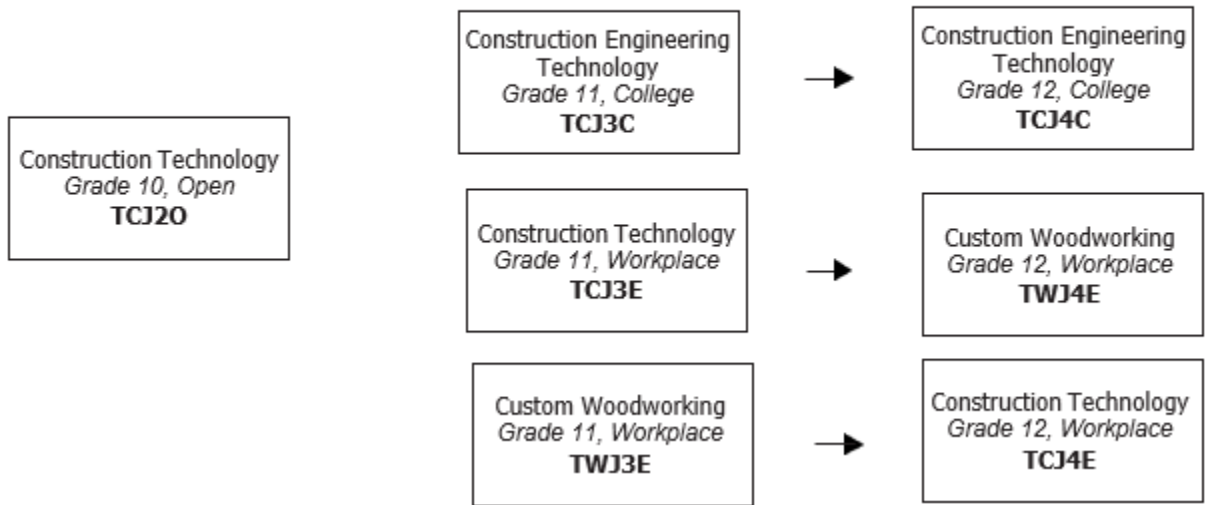 Construction Technology
Grade 10, Open
TCJ2O
Construction Engineering
Technology
Grade 11, College
TCJ3C
Construction Engineering
Technology
Grade 12, College
TCJ4C
Construction Technology
Grade 11, Workplace
TCJ3E
Custom Woodworking
Grade 12, Workplace
TWJ4E
Custom Woodworking
Grade 11, Workplace
TWJ3E
Construction Technology
Grade 12, Workplace
TCJ4E